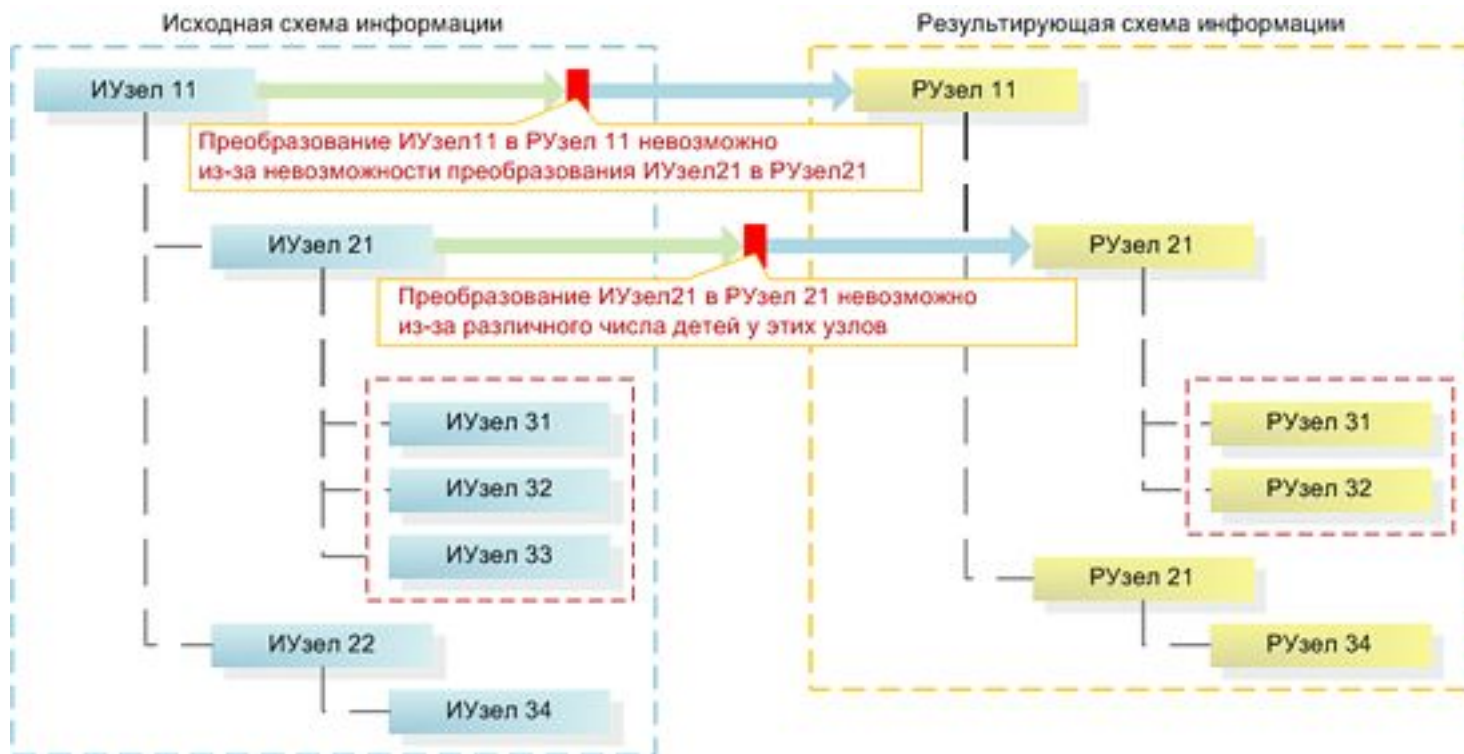 Исходная схема информации
Результирующая схема информации
ИУзел 11
РУзел 11
Преобразование ИУзел11 в РУзел 11 невозможно
из-за невозможности преобразования ИУзел21 в РУзел21
ИУзел 21
РУзел 21
Преобразование ИУзел21 в РУзел 21 невозможно
из-за различного числа детей у этих узлов
ИУзел 31
РУзел 31
ИУзел 32
РУзел 32
ИУзел 33
РУзел 21
ИУзел 22
РУзел 34
ИУзел 34